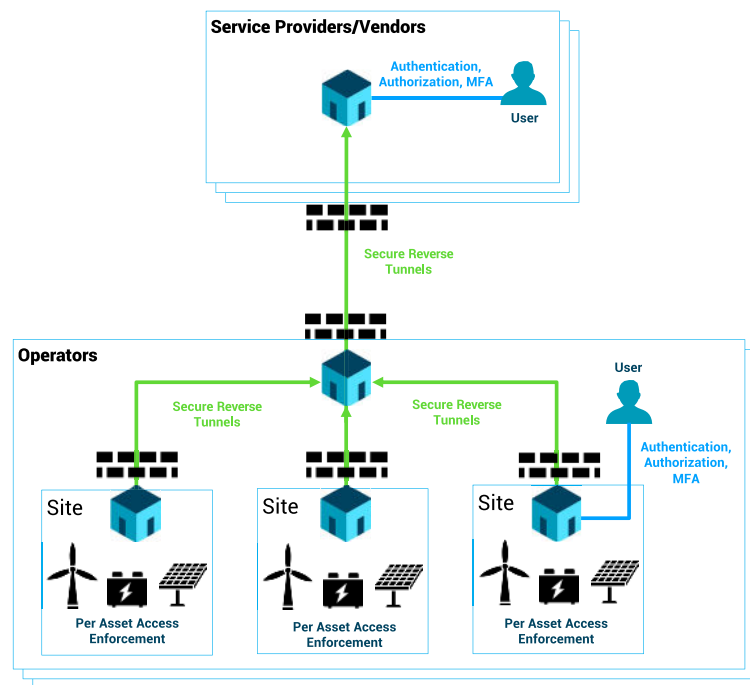 Service Providers/Vendors
Authentication,
Authorization, MFA
User
Secure Reverse
Tunnels
Operators
User
Secure Reverse
Tunnels
Secure Reverse
Tunnels
Authentication,
Authorization,
MFA
Site
Site
Site
Per Asset Access
Enforcement
Per Asset Access
Enforcement
Per Asset Access
Enforcement